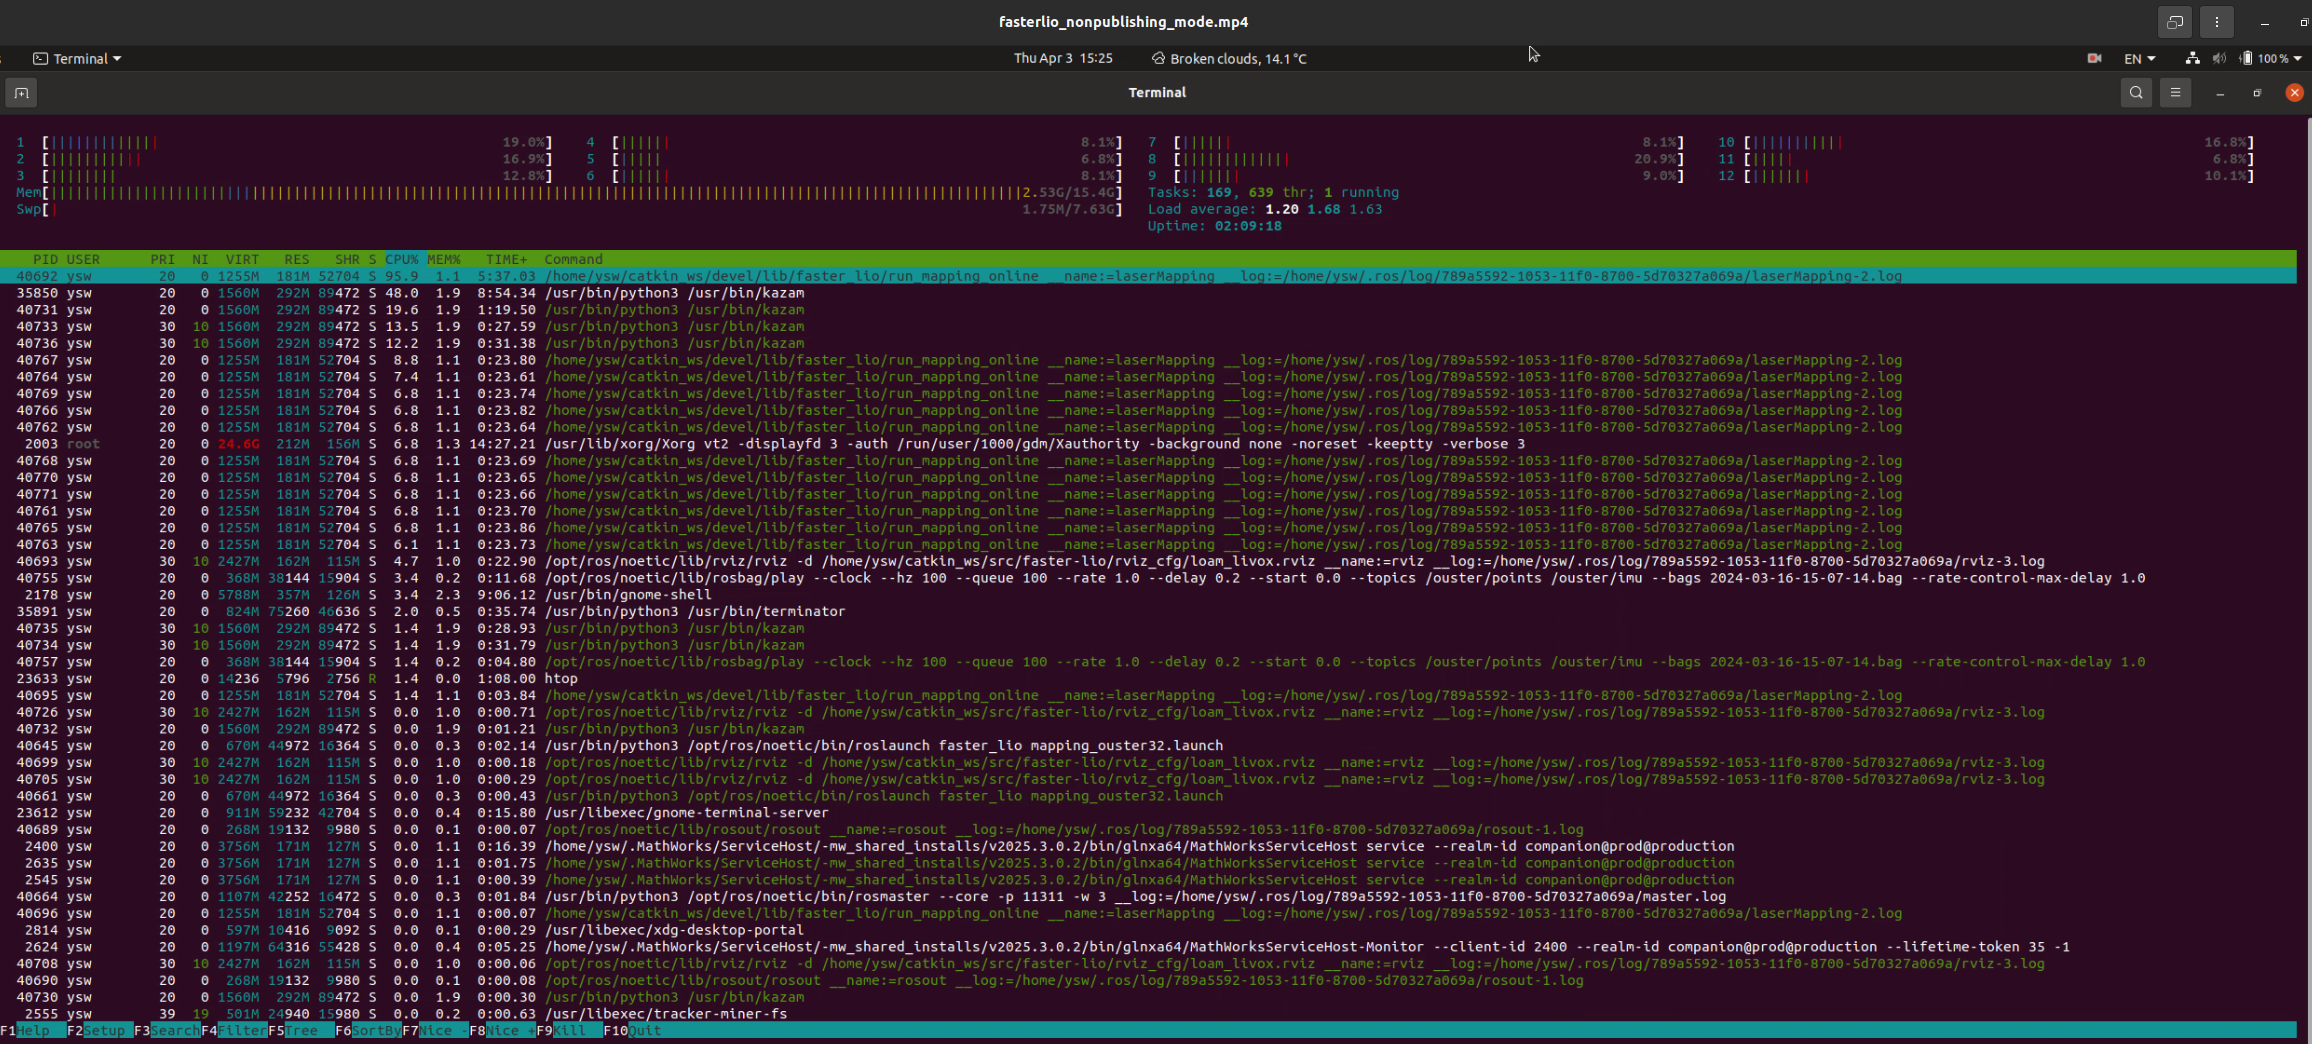 fasterlio_nonpublishing_mode.mp4
Terminal Thu Apr 3 15:25 Broken clouds, 14.1 °C EN 100 %
Terminal
1 [ 19.0%] 4 [ 8.1%] 7 [ 8.1%] 10 [ 16.8%]
2 [ 16.9%] 5 [ 6.8%] 8 [ 20.9%] 11 [ 6.8%]
3 [ 12.8%] 6 [ 8.1%] 9 [ 9.0%] 12 [ 10.1%]
Mem[ 2.53G/15.4G] Tasks: 169, 639 thr; 1 running
Swp[ 1.75M/7.63G] Load average: 1.20 1.68 1.63
Uptime: 02:09:18
PID USER PRI NI VIRT RES SHR S CPU% MEM% TIME+ Command
40692 ysw 20 0 1255M 181M 52704 S 95.9 1.1 5:37.03 /home/ysw/catkin_ws/devel/lib/faster_lio/run_mapping_online __name:=laserMapping __log:=/home/ysw/.ros/log/789a5592-1053-11f0-8700-5d70327a069a/laserMapping-2.log
35850 ysw 20 0 1560M 292M 89472 S 48.0 1.9 8:54.34 /usr/bin/python3 /usr/bin/kazam
40731 ysw 20 0 1560M 292M 89472 S 19.6 1.9 1:19.50 /usr/bin/python3 /usr/bin/kazam
40733 ysw 30 10 1560M 292M 89472 S 13.5 1.9 0:27.59 /usr/bin/python3 /usr/bin/kazam
40736 ysw 30 10 1560M 292M 89472 S 12.2 1.9 0:31.38 /usr/bin/python3 /usr/bin/kazam
40767 ysw 20 0 1255M 181M 52704 S 8.8 1.1 0:23.80 /home/ysw/catkin_ws/devel/lib/faster_lio/run_mapping_online __name:=laserMapping __log:=/home/ysw/.ros/log/789a5592-1053-11f0-8700-5d70327a069a/laserMapping-2.log
40764 ysw 20 0 1255M 181M 52704 S 7.4 1.1 0:23.61 /home/ysw/catkin_ws/devel/lib/faster_lio/run_mapping_online __name:=laserMapping __log:=/home/ysw/.ros/log/789a5592-1053-11f0-8700-5d70327a069a/laserMapping-2.log
40769 ysw 20 0 1255M 181M 52704 S 6.8 1.1 0:23.74 /home/ysw/catkin_ws/devel/lib/faster_lio/run_mapping_online __name:=laserMapping __log:=/home/ysw/.ros/log/789a5592-1053-11f0-8700-5d70327a069a/laserMapping-2.log
40766 ysw 20 0 1255M 181M 52704 S 6.8 1.1 0:23.82 /home/ysw/catkin_ws/devel/lib/faster_lio/run_mapping_online __name:=laserMapping __log:=/home/ysw/.ros/log/789a5592-1053-11f0-8700-5d70327a069a/laserMapping-2.log
40762 ysw 20 0 1255M 181M 52704 S 6.8 1.1 0:23.64 /home/ysw/catkin_ws/devel/lib/faster_lio/run_mapping_online __name:=laserMapping __log:=/home/ysw/.ros/log/789a5592-1053-11f0-8700-5d70327a069a/laserMapping-2.log
2003 root 20 0 24.6G 212M 156M S 6.8 1.3 14:27.21 /usr/lib/xorg/Xorg vt2 -displayfd 3 -auth /run/user/1000/gdm/Xauthority -background none -noreset -keeptty -verbose 3
40768 ysw 20 0 1255M 181M 52704 S 6.8 1.1 0:23.69 /home/ysw/catkin_ws/devel/lib/faster_lio/run_mapping_online __name:=laserMapping __log:=/home/ysw/.ros/log/789a5592-1053-11f0-8700-5d70327a069a/laserMapping-2.log
40770 ysw 20 0 1255M 181M 52704 S 6.8 1.1 0:23.65 /home/ysw/catkin_ws/devel/lib/faster_lio/run_mapping_online __name:=laserMapping __log:=/home/ysw/.ros/log/789a5592-1053-11f0-8700-5d70327a069a/laserMapping-2.log
40771 ysw 20 0 1255M 181M 52704 S 6.8 1.1 0:23.66 /home/ysw/catkin_ws/devel/lib/faster_lio/run_mapping_online __name:=laserMapping __log:=/home/ysw/.ros/log/789a5592-1053-11f0-8700-5d70327a069a/laserMapping-2.log
40761 ysw 20 0 1255M 181M 52704 S 6.8 1.1 0:23.70 /home/ysw/catkin_ws/devel/lib/faster_lio/run_mapping_online __name:=laserMapping __log:=/home/ysw/.ros/log/789a5592-1053-11f0-8700-5d70327a069a/laserMapping-2.log
40765 ysw 20 0 1255M 181M 52704 S 6.8 1.1 0:23.86 /home/ysw/catkin_ws/devel/lib/faster_lio/run_mapping_online __name:=laserMapping __log:=/home/ysw/.ros/log/789a5592-1053-11f0-8700-5d70327a069a/laserMapping-2.log
40763 ysw 20 0 1255M 181M 52704 S 6.1 1.1 0:23.73 /home/ysw/catkin_ws/devel/lib/faster_lio/run_mapping_online __name:=laserMapping __log:=/home/ysw/.ros/log/789a5592-1053-11f0-8700-5d70327a069a/laserMapping-2.log
40693 ysw 30 10 2427M 162M 115M S 4.7 1.0 0:22.90 /opt/ros/noetic/lib/rviz/rviz -d /home/ysw/catkin_ws/src/faster-lio/rviz_cfg/loam_livox.rviz __name:=rviz __log:=/home/ysw/.ros/log/789a5592-1053-11f0-8700-5d70327a069a/rviz-3.log
40755 ysw 20 0 368M 38144 15904 S 3.4 0.2 0:11.68 /opt/ros/noetic/lib/rosbag/play --clock --hz 100 --queue 100 --rate 1.0 --delay 0.2 --start 0.0 --topics /ouster/points /ouster/imu --bags 2024-03-16-15-07-14.bag --rate-control-max-delay 1.0
2178 ysw 20 0 5788M 357M 126M S 3.4 2.3 9:06.12 /usr/bin/gnome-shell
35891 ysw 20 0 824M 75260 46636 S 2.0 0.5 0:35.74 /usr/bin/python3 /usr/bin/terminator
40735 ysw 30 10 1560M 292M 89472 S 1.4 1.9 0:28.93 /usr/bin/python3 /usr/bin/kazam
40734 ysw 30 10 1560M 292M 89472 S 1.4 1.9 0:31.79 /usr/bin/python3 /usr/bin/kazam
40757 ysw 20 0 368M 38144 15904 S 1.4 0.2 0:04.80 /opt/ros/noetic/lib/rosbag/play --clock --hz 100 --queue 100 --rate 1.0 --delay 0.2 --start 0.0 --topics /ouster/points /ouster/imu --bags 2024-03-16-15-07-14.bag --rate-control-max-delay 1.0
23633 ysw 20 0 14236 5796 2756 R 1.4 0.0 1:08.00 htop
40695 ysw 20 0 1255M 181M 52704 S 1.4 1.1 0:03.84 /home/ysw/catkin_ws/devel/lib/faster_lio/run_mapping_online __name:=laserMapping __log:=/home/ysw/.ros/log/789a5592-1053-11f0-8700-5d70327a069a/laserMapping-2.log
40726 ysw 30 10 2427M 162M 115M S 0.0 1.0 0:00.71 /opt/ros/noetic/lib/rviz/rviz -d /home/ysw/catkin_ws/src/faster-lio/rviz_cfg/loam_livox.rviz __name:=rviz __log:=/home/ysw/.ros/log/789a5592-1053-11f0-8700-5d70327a069a/rviz-3.log
40732 ysw 20 0 1560M 292M 89472 S 0.0 1.9 0:01.21 /usr/bin/python3 /usr/bin/kazam
40645 ysw 20 0 670M 44972 16364 S 0.0 0.3 0:02.14 /usr/bin/python3 /opt/ros/noetic/bin/roslaunch faster_lio mapping_ouster32.launch
40699 ysw 30 10 2427M 162M 115M S 0.0 1.0 0:00.18 /opt/ros/noetic/lib/rviz/rviz -d /home/ysw/catkin_ws/src/faster-lio/rviz_cfg/loam_livox.rviz __name:=rviz __log:=/home/ysw/.ros/log/789a5592-1053-11f0-8700-5d70327a069a/rviz-3.log
40705 ysw 30 10 2427M 162M 115M S 0.0 1.0 0:00.29 /opt/ros/noetic/lib/rviz/rviz -d /home/ysw/catkin_ws/src/faster-lio/rviz_cfg/loam_livox.rviz __name:=rviz __log:=/home/ysw/.ros/log/789a5592-1053-11f0-8700-5d70327a069a/rviz-3.log
40661 ysw 20 0 670M 44972 16364 S 0.0 0.3 0:00.43 /usr/bin/python3 /opt/ros/noetic/bin/roslaunch faster_lio mapping_ouster32.launch
23612 ysw 20 0 911M 59232 42704 S 0.0 0.4 0:15.80 /usr/libexec/gnome-terminal-server
40689 ysw 20 0 268M 19132 9980 S 0.0 0.1 0:00.07 /opt/ros/noetic/lib/rosout/rosout __name:=rosout __log:=/home/ysw/.ros/log/789a5592-1053-11f0-8700-5d70327a069a/rosout-1.log
2400 ysw 20 0 3756M 171M 127M S 0.0 1.1 0:16.39 /home/ysw/.MathWorks/ServiceHost/-mw_shared_installs/v2025.3.0.2/bin/glnxa64/MathWorksServiceHost service --realm-id companion@prod@production
2635 ysw 20 0 3756M 171M 127M S 0.0 1.1 0:01.75 /home/ysw/.MathWorks/ServiceHost/-mw_shared_installs/v2025.3.0.2/bin/glnxa64/MathWorksServiceHost service --realm-id companion@prod@production
2545 ysw 20 0 3756M 171M 127M S 0.0 1.1 0:00.39 /home/ysw/.MathWorks/ServiceHost/-mw_shared_installs/v2025.3.0.2/bin/glnxa64/MathWorksServiceHost service --realm-id companion@prod@production
40664 ysw 20 0 1107M 42252 16472 S 0.0 0.3 0:01.84 /usr/bin/python3 /opt/ros/noetic/bin/rosmaster --core -p 11311 -w 3 __log:=/home/ysw/.ros/log/789a5592-1053-11f0-8700-5d70327a069a/master.log
40696 ysw 20 0 1255M 181M 52704 S 0.0 1.1 0:00.07 /home/ysw/catkin_ws/devel/lib/faster_lio/run_mapping_online __name:=laserMapping __log:=/home/ysw/.ros/log/789a5592-1053-11f0-8700-5d70327a069a/laserMapping-2.log
2814 ysw 20 0 597M 10416 9092 S 0.0 0.1 0:00.29 /usr/libexec/xdg-desktop-portal
2624 ysw 20 0 1197M 64316 55428 S 0.0 0.4 0:05.25 /home/ysw/.MathWorks/ServiceHost/-mw_shared_installs/v2025.3.0.2/bin/glnxa64/MathWorksServiceHost-Monitor --client-id 2400 --realm-id companion@prod@production --lifetime-token 35 -1
40708 ysw 30 10 2427M 162M 115M S 0.0 1.0 0:00.06 /opt/ros/noetic/lib/rviz/rviz -d /home/ysw/catkin_ws/src/faster-lio/rviz_cfg/loam_livox.rviz __name:=rviz __log:=/home/ysw/.ros/log/789a5592-1053-11f0-8700-5d70327a069a/rviz-3.log
40690 ysw 20 0 268M 19132 9980 S 0.0 0.1 0:00.08 /opt/ros/noetic/lib/rosout/rosout __name:=rosout __log:=/home/ysw/.ros/log/789a5592-1053-11f0-8700-5d70327a069a/rosout-1.log
40730 ysw 20 0 1560M 292M 89472 S 0.0 1.9 0:00.30 /usr/bin/python3 /usr/bin/kazam
2555 ysw 39 19 501M 24940 15980 S 0.0 0.2 0:00.63 /usr/libexec/tracker-miner-fs
F1Help F2Setup F3SearchF4FilterF5Tree F6SortByF7Nice -F8Nice +F9Kill F10Quit